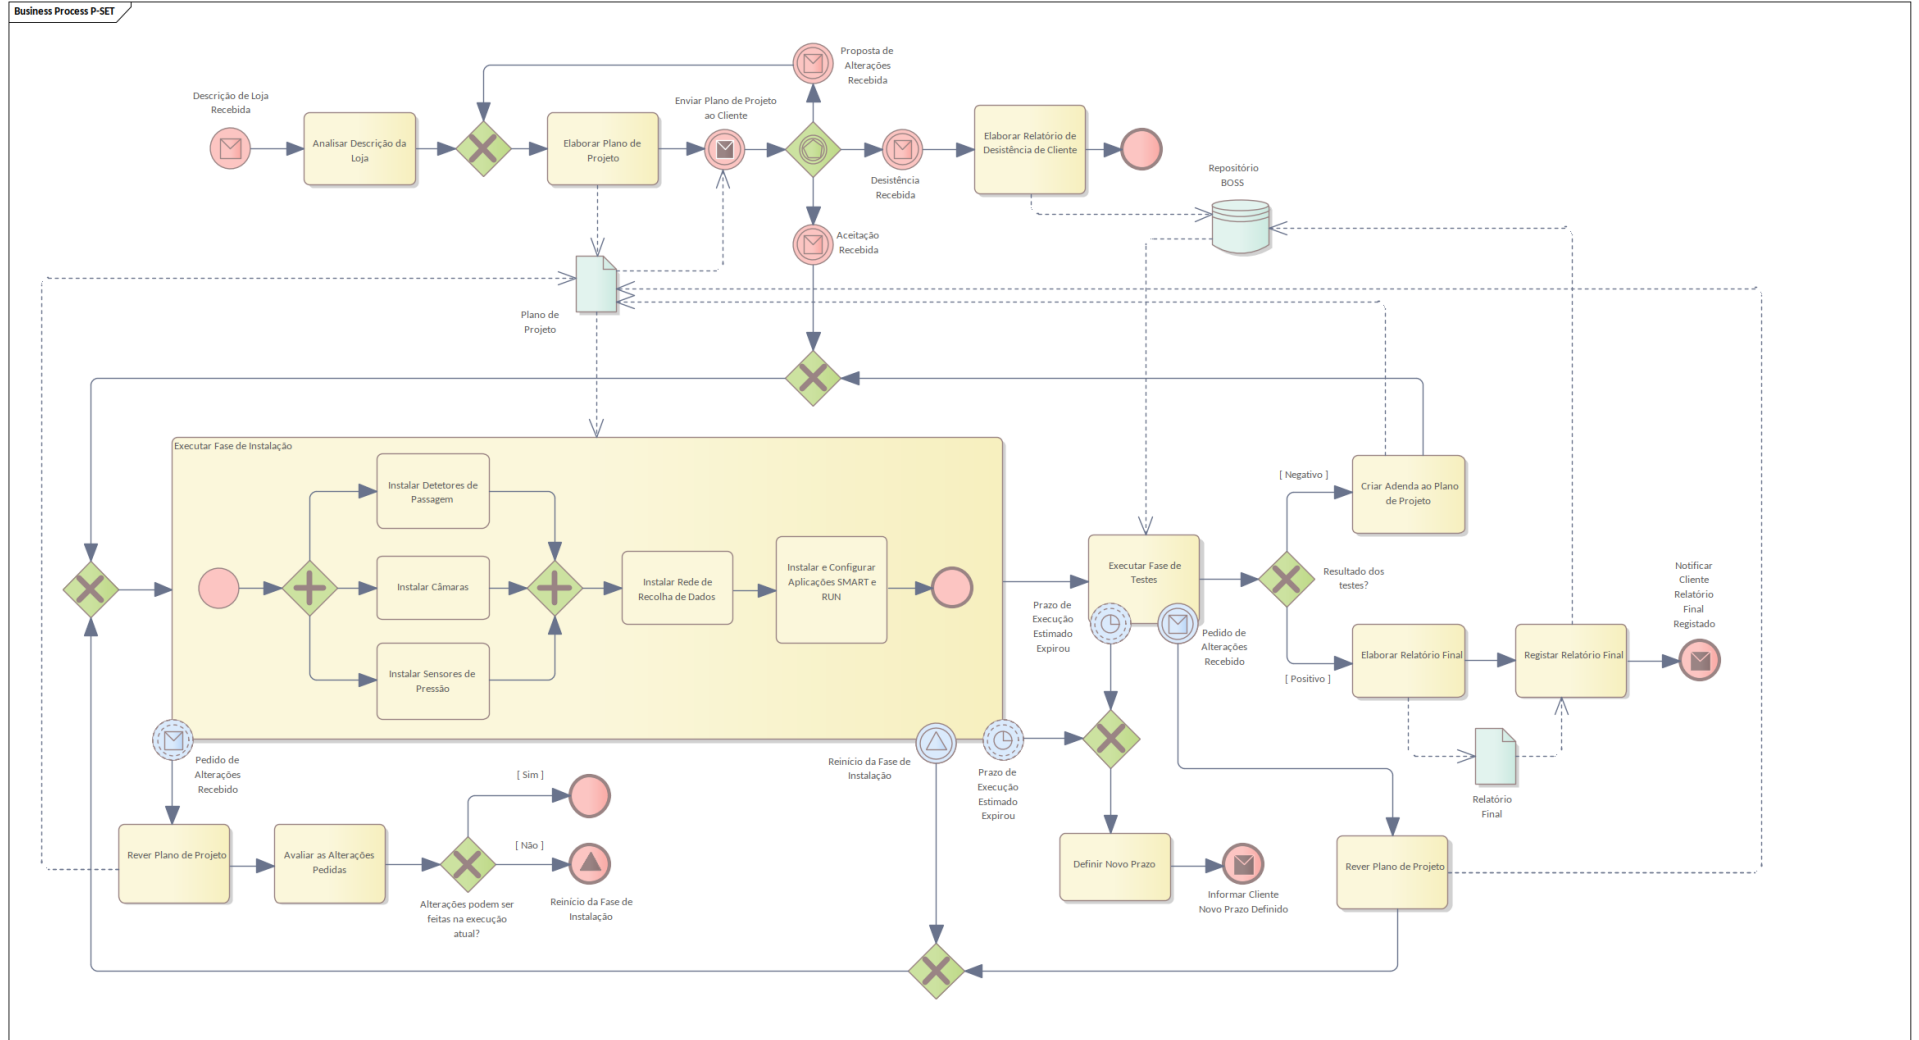 Business Process P-SET
Proposta de
Alterações
Recebida
Descrição de Loja
Recebida
Enviar Plano de Projeto
ao Cliente
Analisar Descrição da
Loja
Elaborar Plano de
Projeto
Elaborar Relatório de
Desistência de Cliente
Desistência
Recebida
Repositório
BOSS
Aceitação
Recebida
Plano de
Projeto
Executar Fase de Instalação
Instalar Detetores de
Passagem
Instalar Câmaras
Instalar Sensores de
Pressão
Instalar Rede de
Recolha de Dados
Instalar e Configurar
Aplicações SMART e
RUN
Executar Fase de
Testes
Prazo de
Execução
Estimado
Expirou
Pedido de
Alterações
Recebido
[ Negativo ]
Resultado dos
testes?
[ Positivo ]
Criar Adenda ao Plano
de Projeto
Elaborar Relatório Final
Registar Relatório Final
Notificar
Cliente
Relatório
Final
Registado
Relatório
Final
Pedido de
Alterações
Recebido
Reinício da Fase de
Instalação
Prazo de
Execução
Estimado
Expirou
Rever Plano de Projeto
Avaliar as Alterações
Pedidas
[ Sim ]
[ Não ]
Alterações podem ser
feitas na execução
atual?
Reinício da Fase de
Instalação
Definir Novo Prazo
Informar Cliente
Novo Prazo Definido
Rever Plano de Projeto